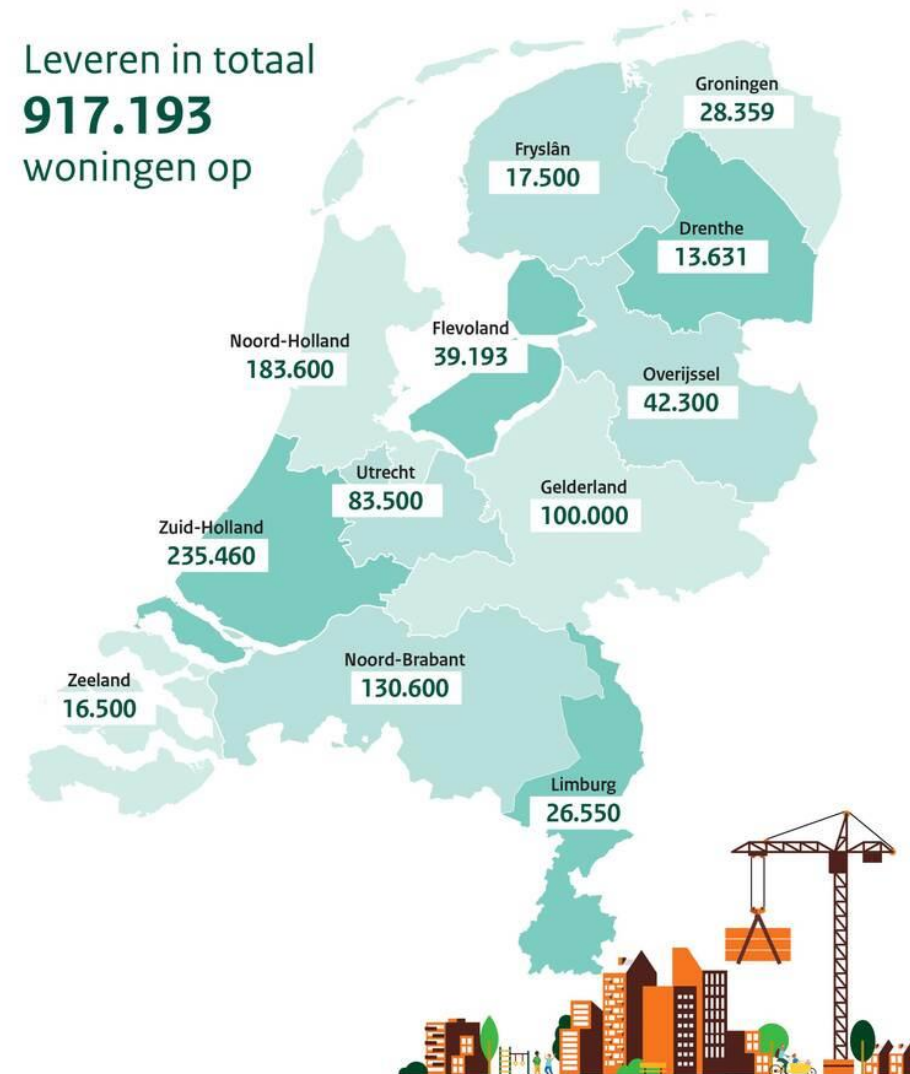 Leveren in totaal
917.193
woningen op
Groningen
28.359
Fryslân
17.500
Drenthe
13.631
Noord-Holland
183.600
Flevoland
39.193
Overijssel
42.300
Utrecht
83.500
Gelderland
100.000
Zuid-Holland
235.460
Noord-Brabant
130.600
Zeeland
16.500
Limburg
26.550